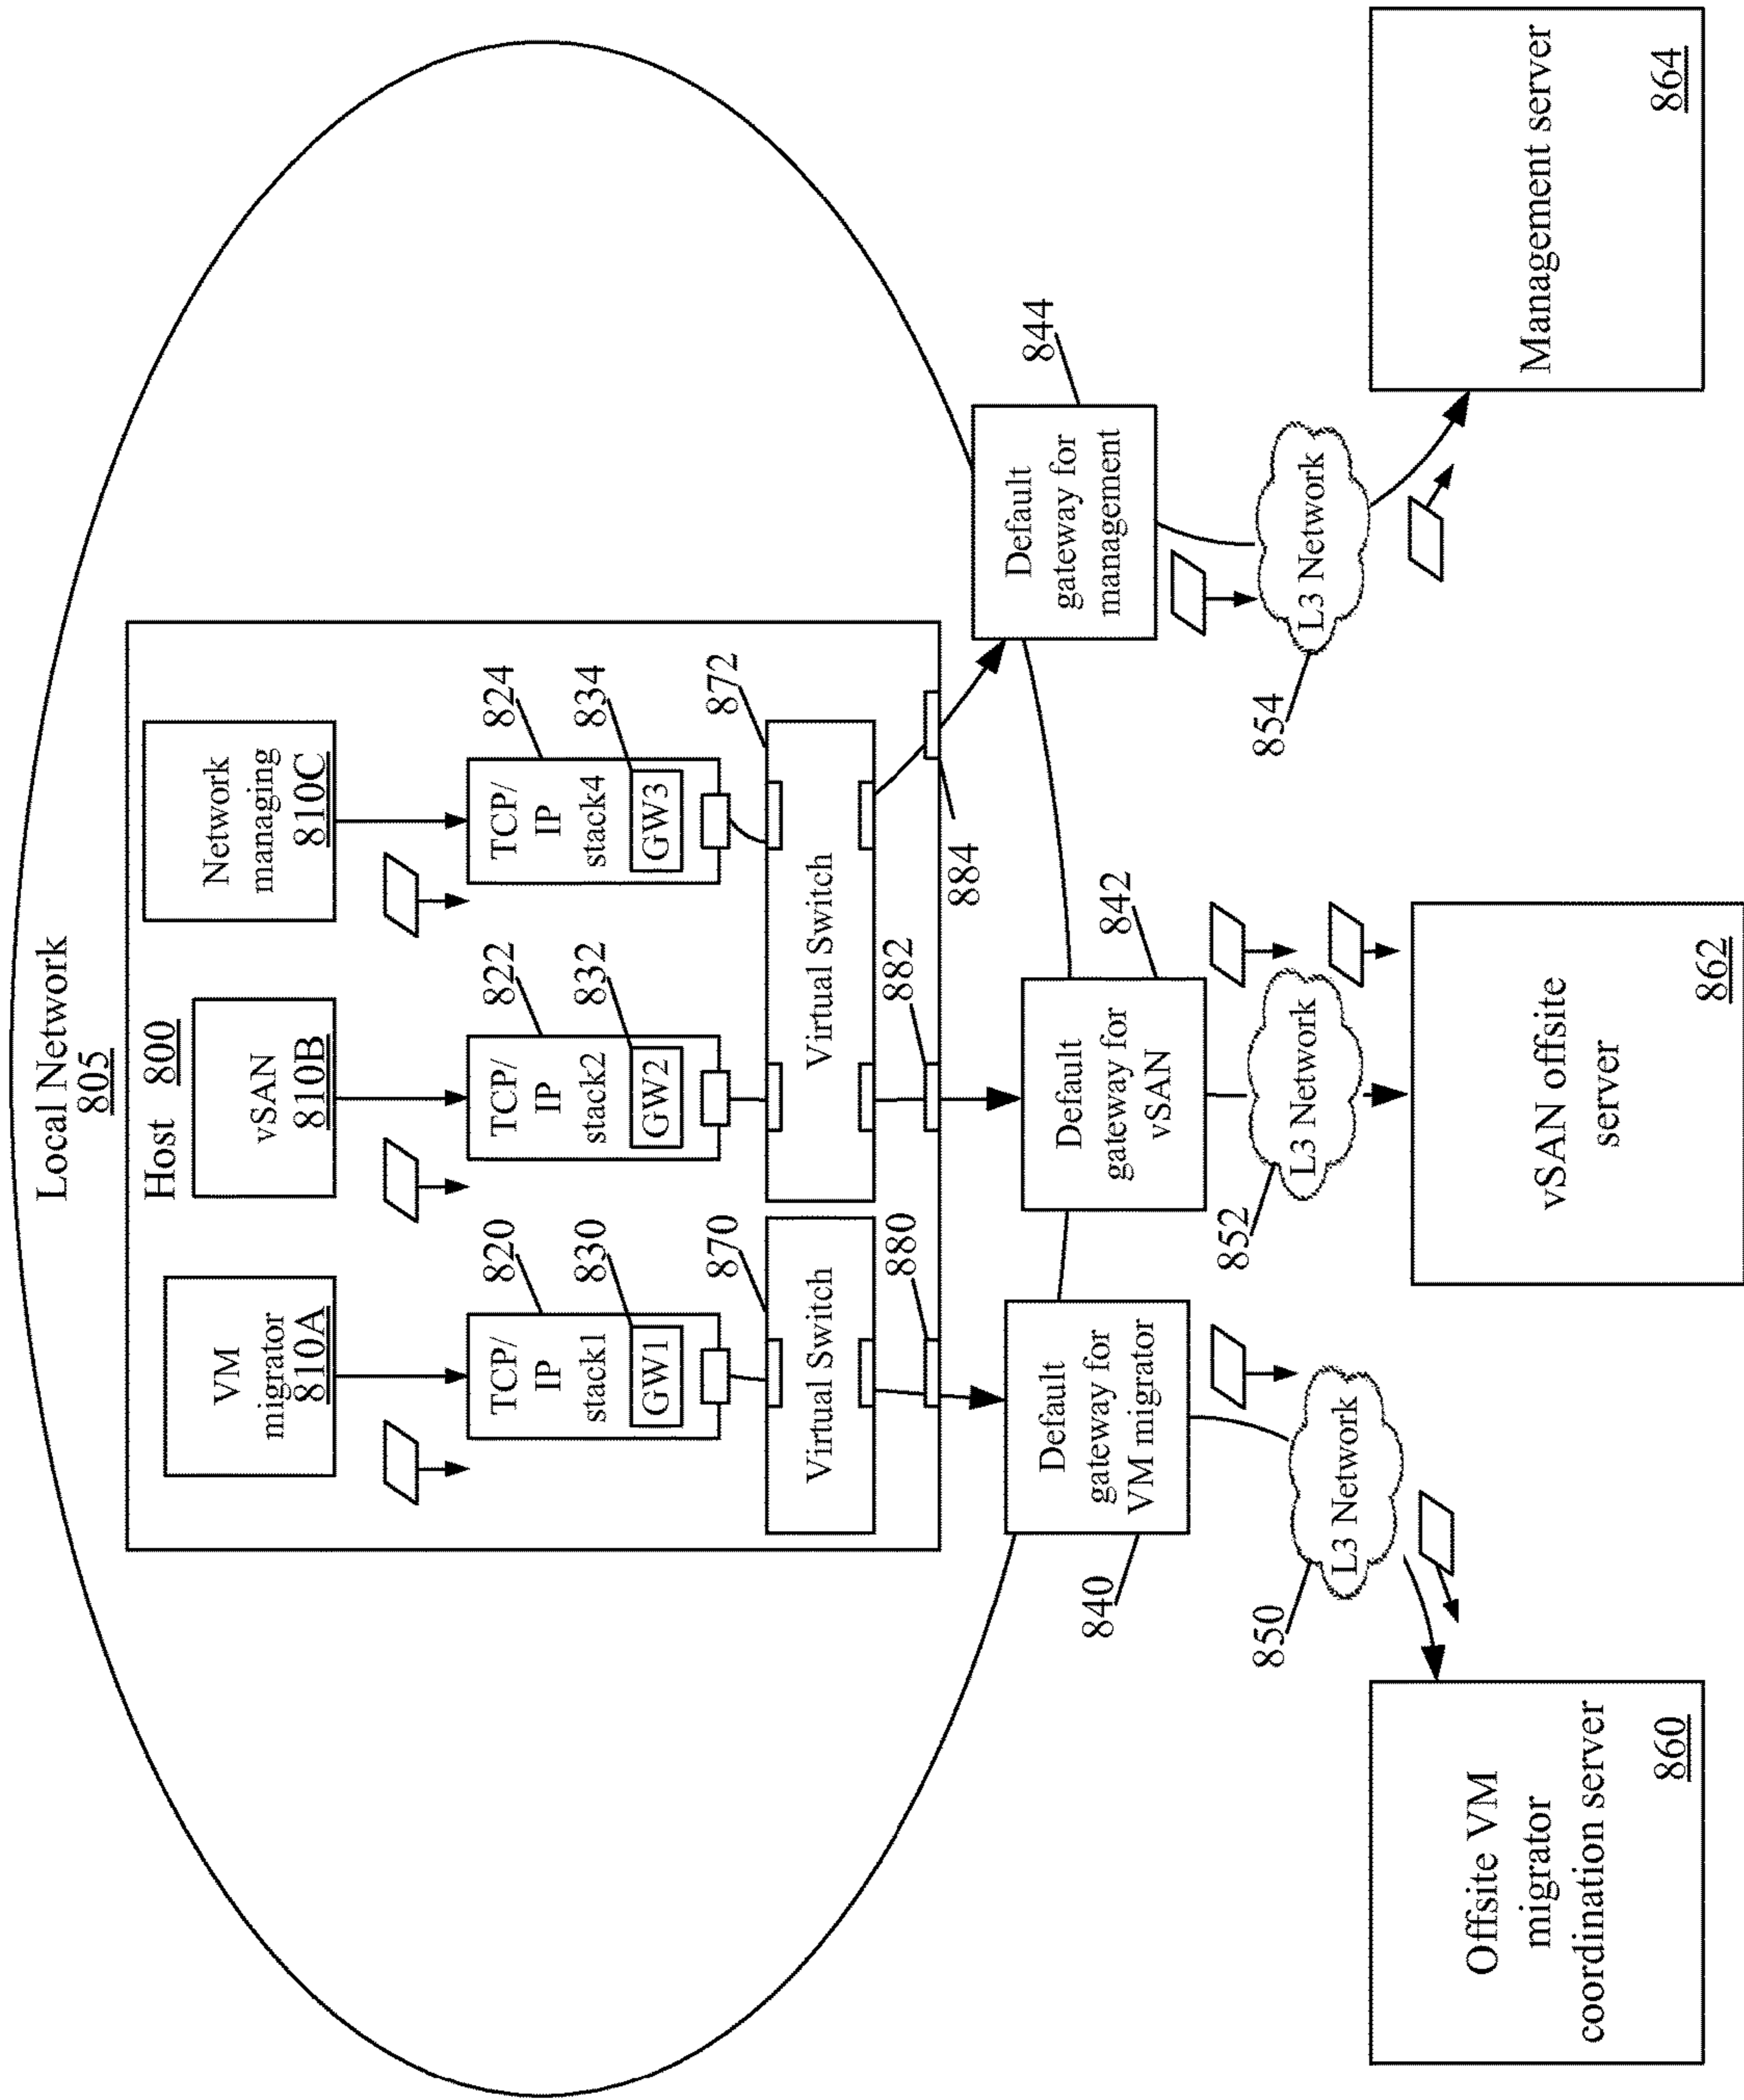 Local Network
805
Host 800
VM
migrator
810A
vSAN
810B
Network
managing
810C
TCP/
IP
stack1
GW1
820
830
TCP/
IP
stack2
GW2
822
832
TCP/
IP
stack4
GW3
824
834
Virtual Switch
870
Virtual Switch
872
880
882
884
Default
gateway for
VM migrator
840
Default
gateway for
vSAN
842
Default
gateway for
management
844
L3 Network
850
L3 Network
852
L3 Network
854
Offsite VM
migrator
coordination server
860
vSAN offsite
server
862
Management server
864